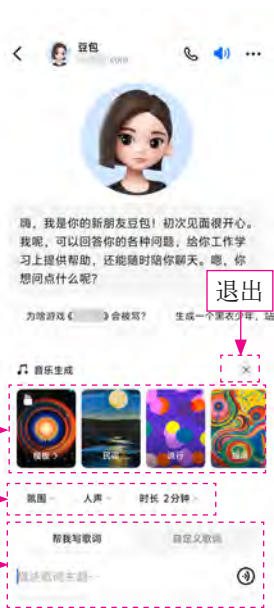 豆包
嗨，我是你的新朋友豆包！初次见面很开心。
我呢，可以回答你的各种问题，给你工作学
习上提供帮助，还能随时陪你聊天。嗯，你
想问点什么呢？
退出
为啥游戏《 》会被骂？ 生成一个黑衣少年，站
音乐生成
民谣 流行
氛围 人声 时长 2分钟
帮我写歌词 自定义歌词
描述歌词主题